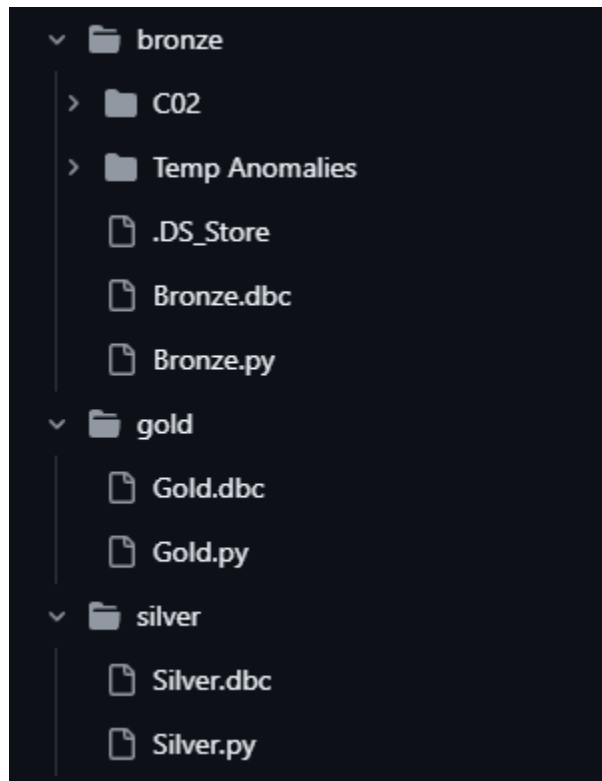 bronze
C02
Temp Anomalies
.DS_Store
Bronze.dbc
Bronze.py
gold
Gold.dbc
Gold.py
silver
Silver.dbc
Silver.py